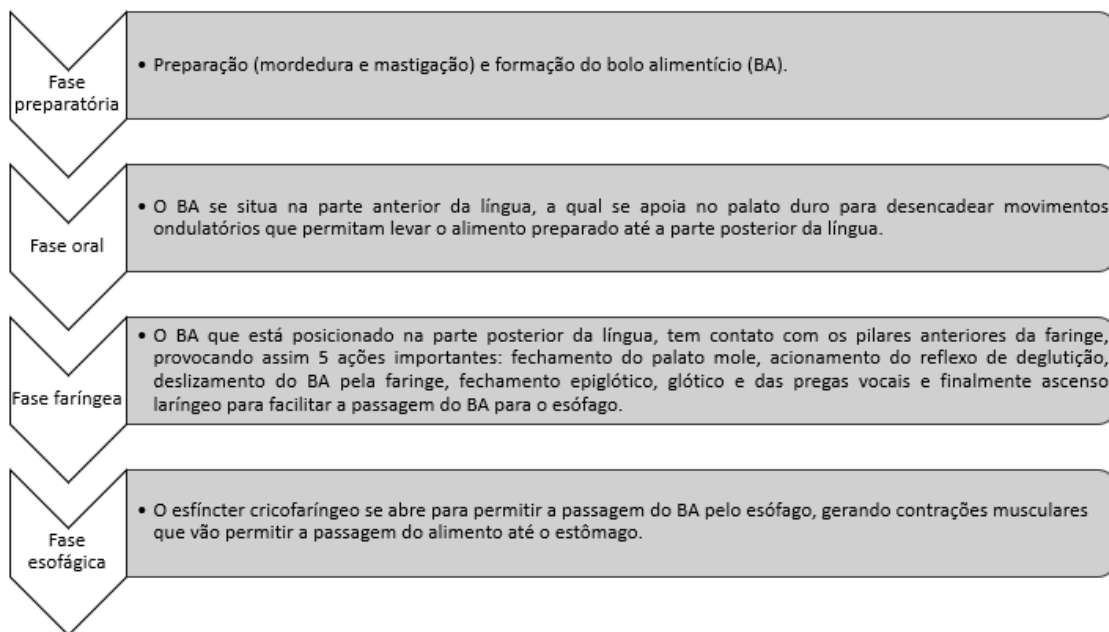 Fase
preparatória
• Preparação (mordedura e mastigação) e formação do bolo alimentício (BA).
Fase oral
• O BA se situa na parte anterior da língua, a qual se apoia no palato duro para desencadear movimentos
ondulatórios que permitam levar o alimento preparado até a parte posterior da língua.
Fase faríngea
• O BA que está posicionado na parte posterior da língua, tem contato com os pilares anteriores da faringe,
provocando assim 5 ações importantes: fechamento do palato mole, acionamento do reflexo de deglutição,
deslizamento do BA pela faringe, fechamento epiglótico, glótico e das pregas vocais e finalmente ascenso
laríngeo para facilitar a passagem do BA para o esófago.
Fase
esofágica
• O esfíncter cricofaríngeo se abre para permitir a passagem do BA pelo esófago, gerando contrações musculares
que vão permitir a passagem do alimento até o estômago.